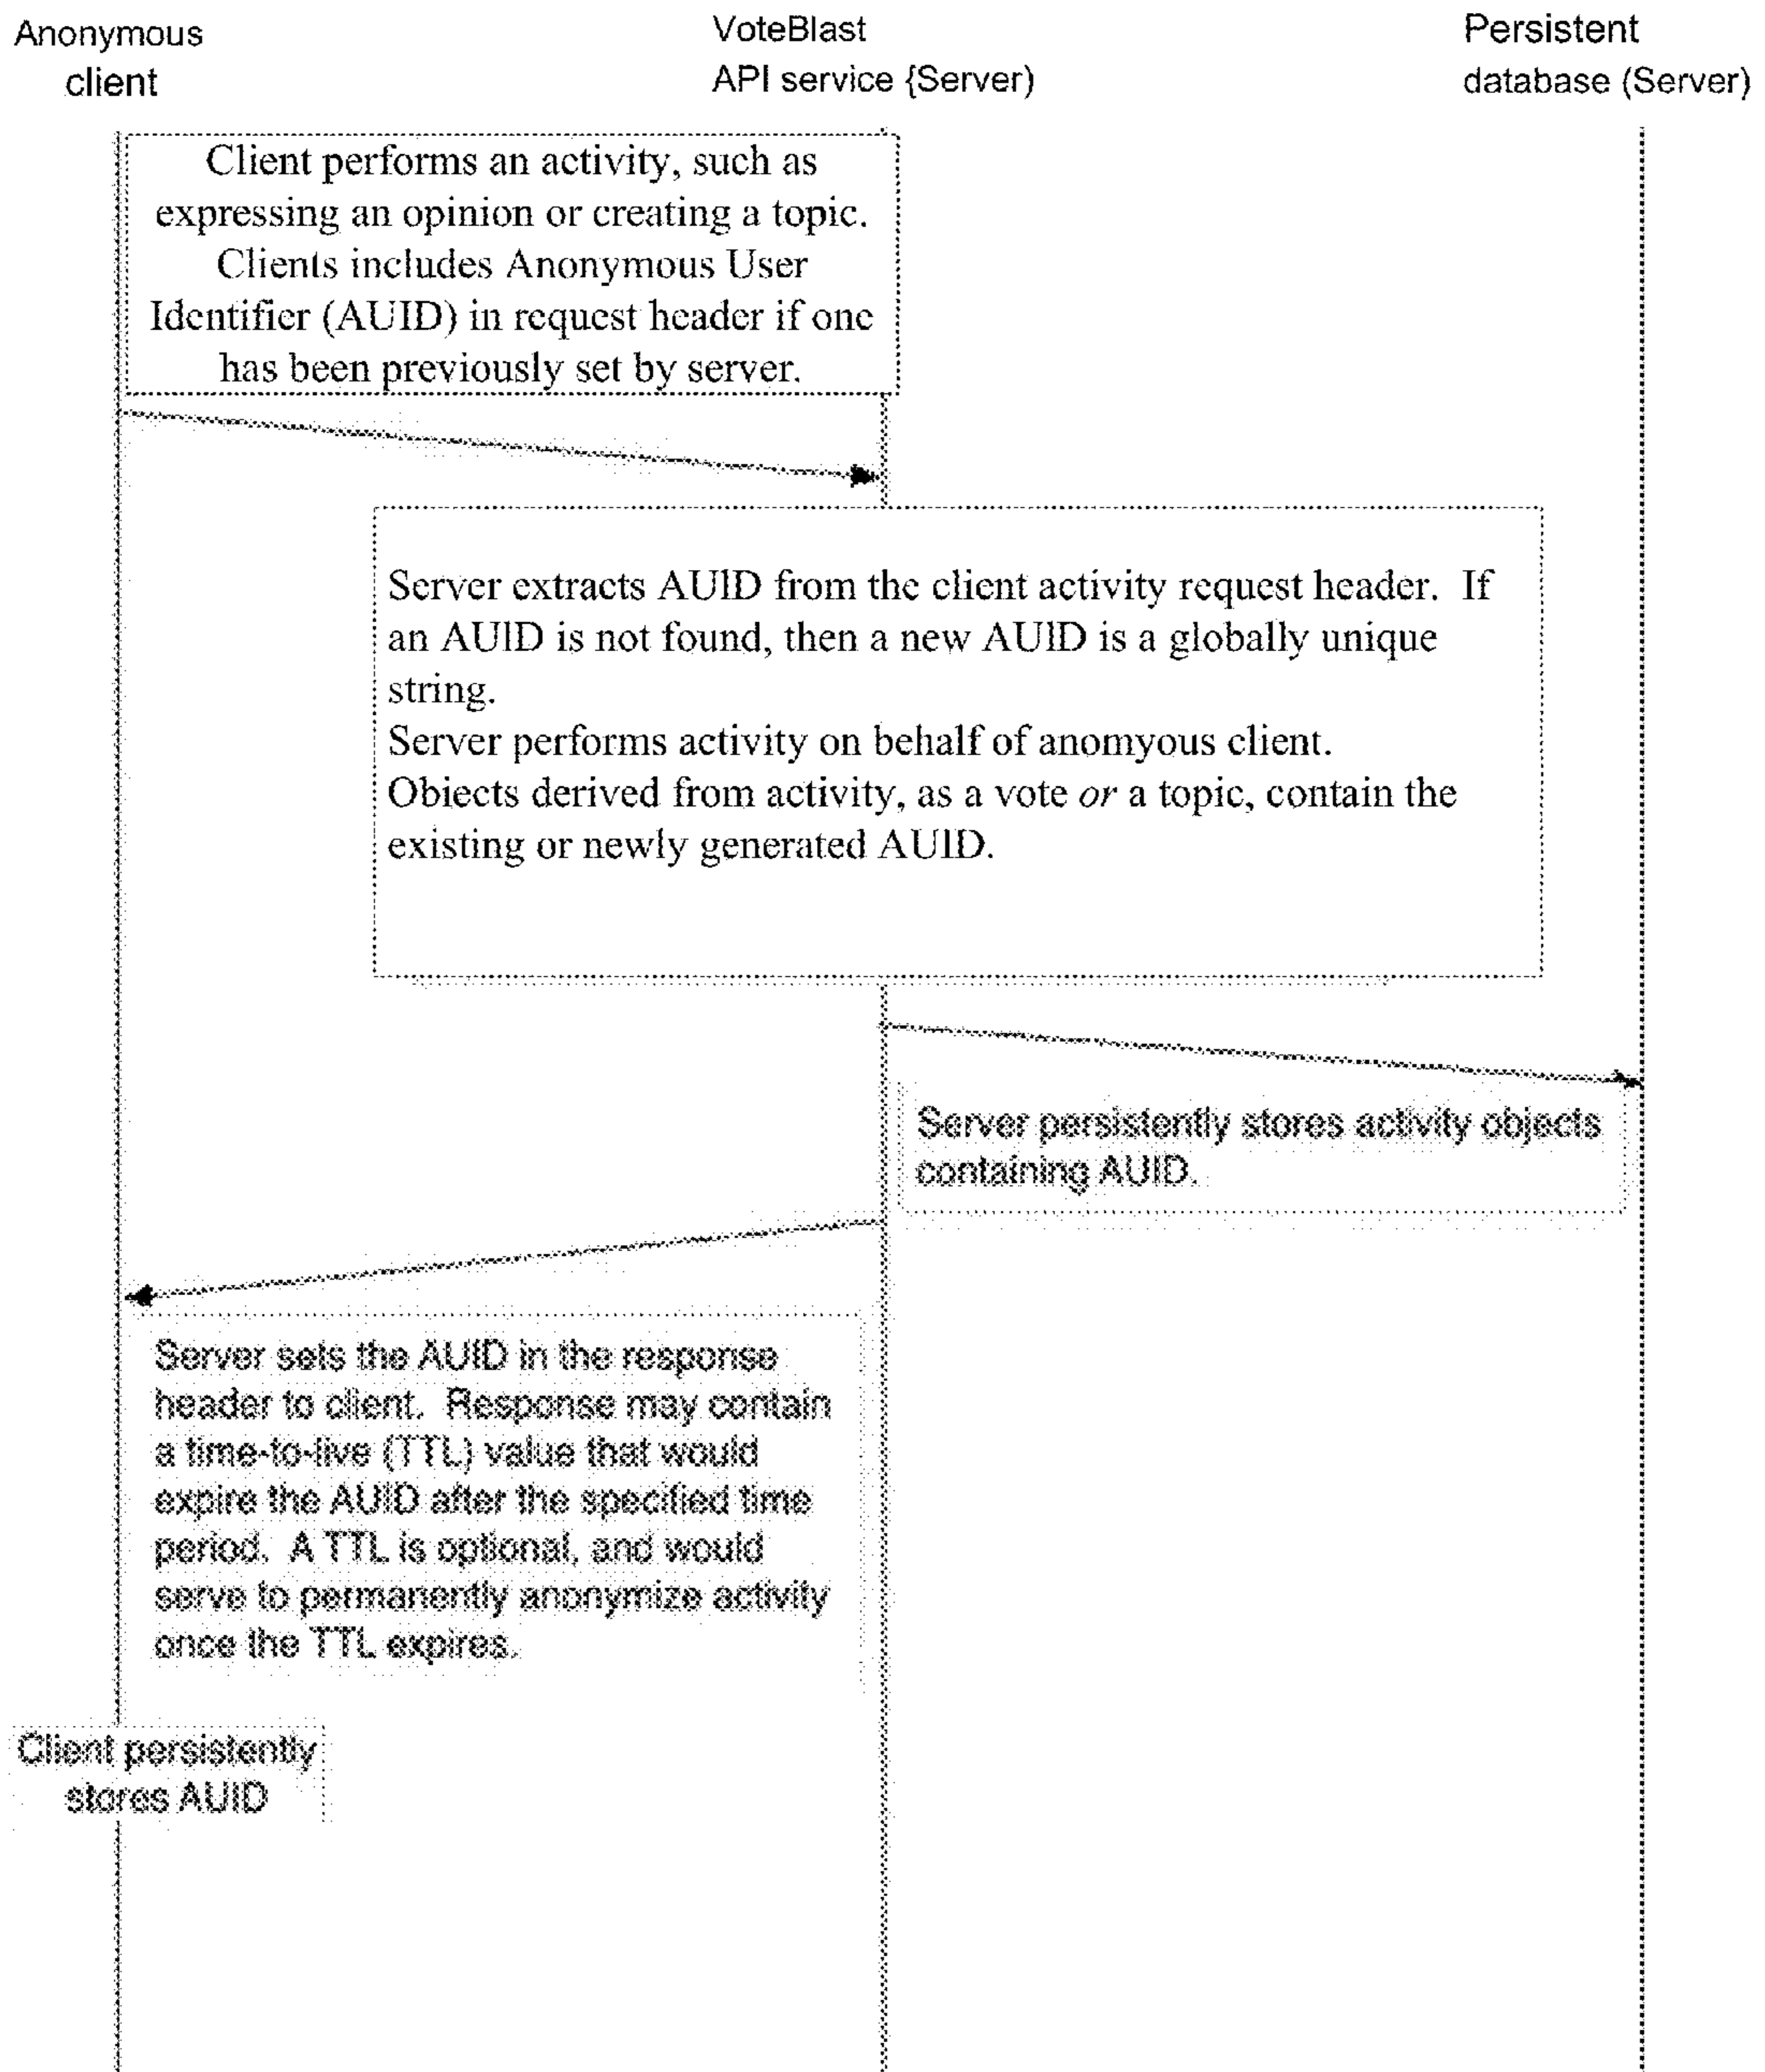 Anonymous
client
VoteBlast
API service {Server)
Persistent
database (Server)
Client performs an activity, such as
expressing an opinion or creating a topic.
Clients includes Anonymous User
Identifier (AUID) in request header if one
has been previously set by server.
Server extracts AUID from the client activity request header. If
an AUID is not found, then a new AUID is a globally unique
string.
Server performs activity on behalf of anomyous client.
Objects derived from activity, as a vote or a topic, contain the
existing or newly generated AUID.
Server persistently stores activity objects
containing AUID.
Server sets the AUID in the response
header to client. Response may contain
a time-to-live (TTL) value that would
expire the AUID after the specified time
period. A TTL is optional, and would
serve to permanently anonymize activity
once the TTL expires.
Client persistently
stores AUID